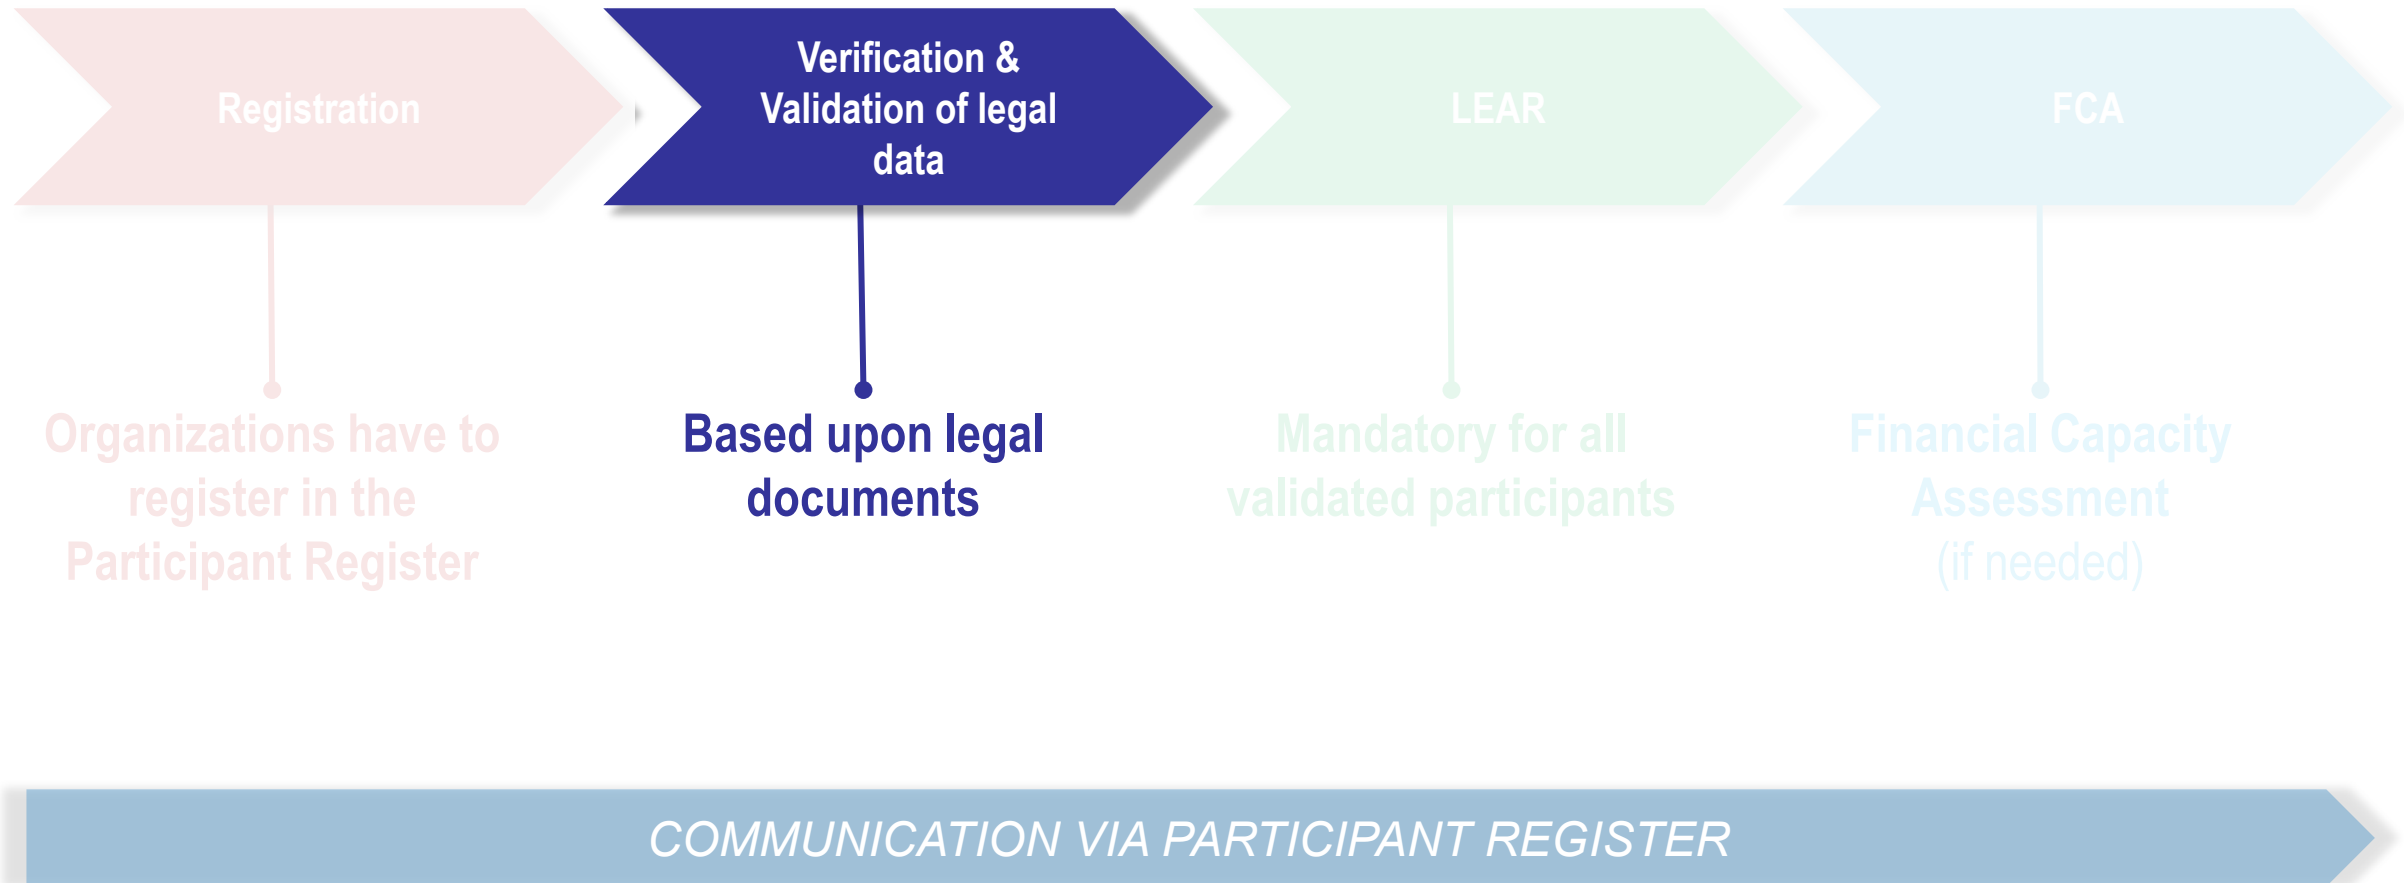 Registration
Verification &
Validation of legal
data
LEAR
FCA
Organizations have to
register in the
Participant Register
Based upon legal
documents
Mandatory for all
validated participants
Financial Capacity
Assessment
(if needed)
COMMUNICATION VIA PARTICIPANT REGISTER